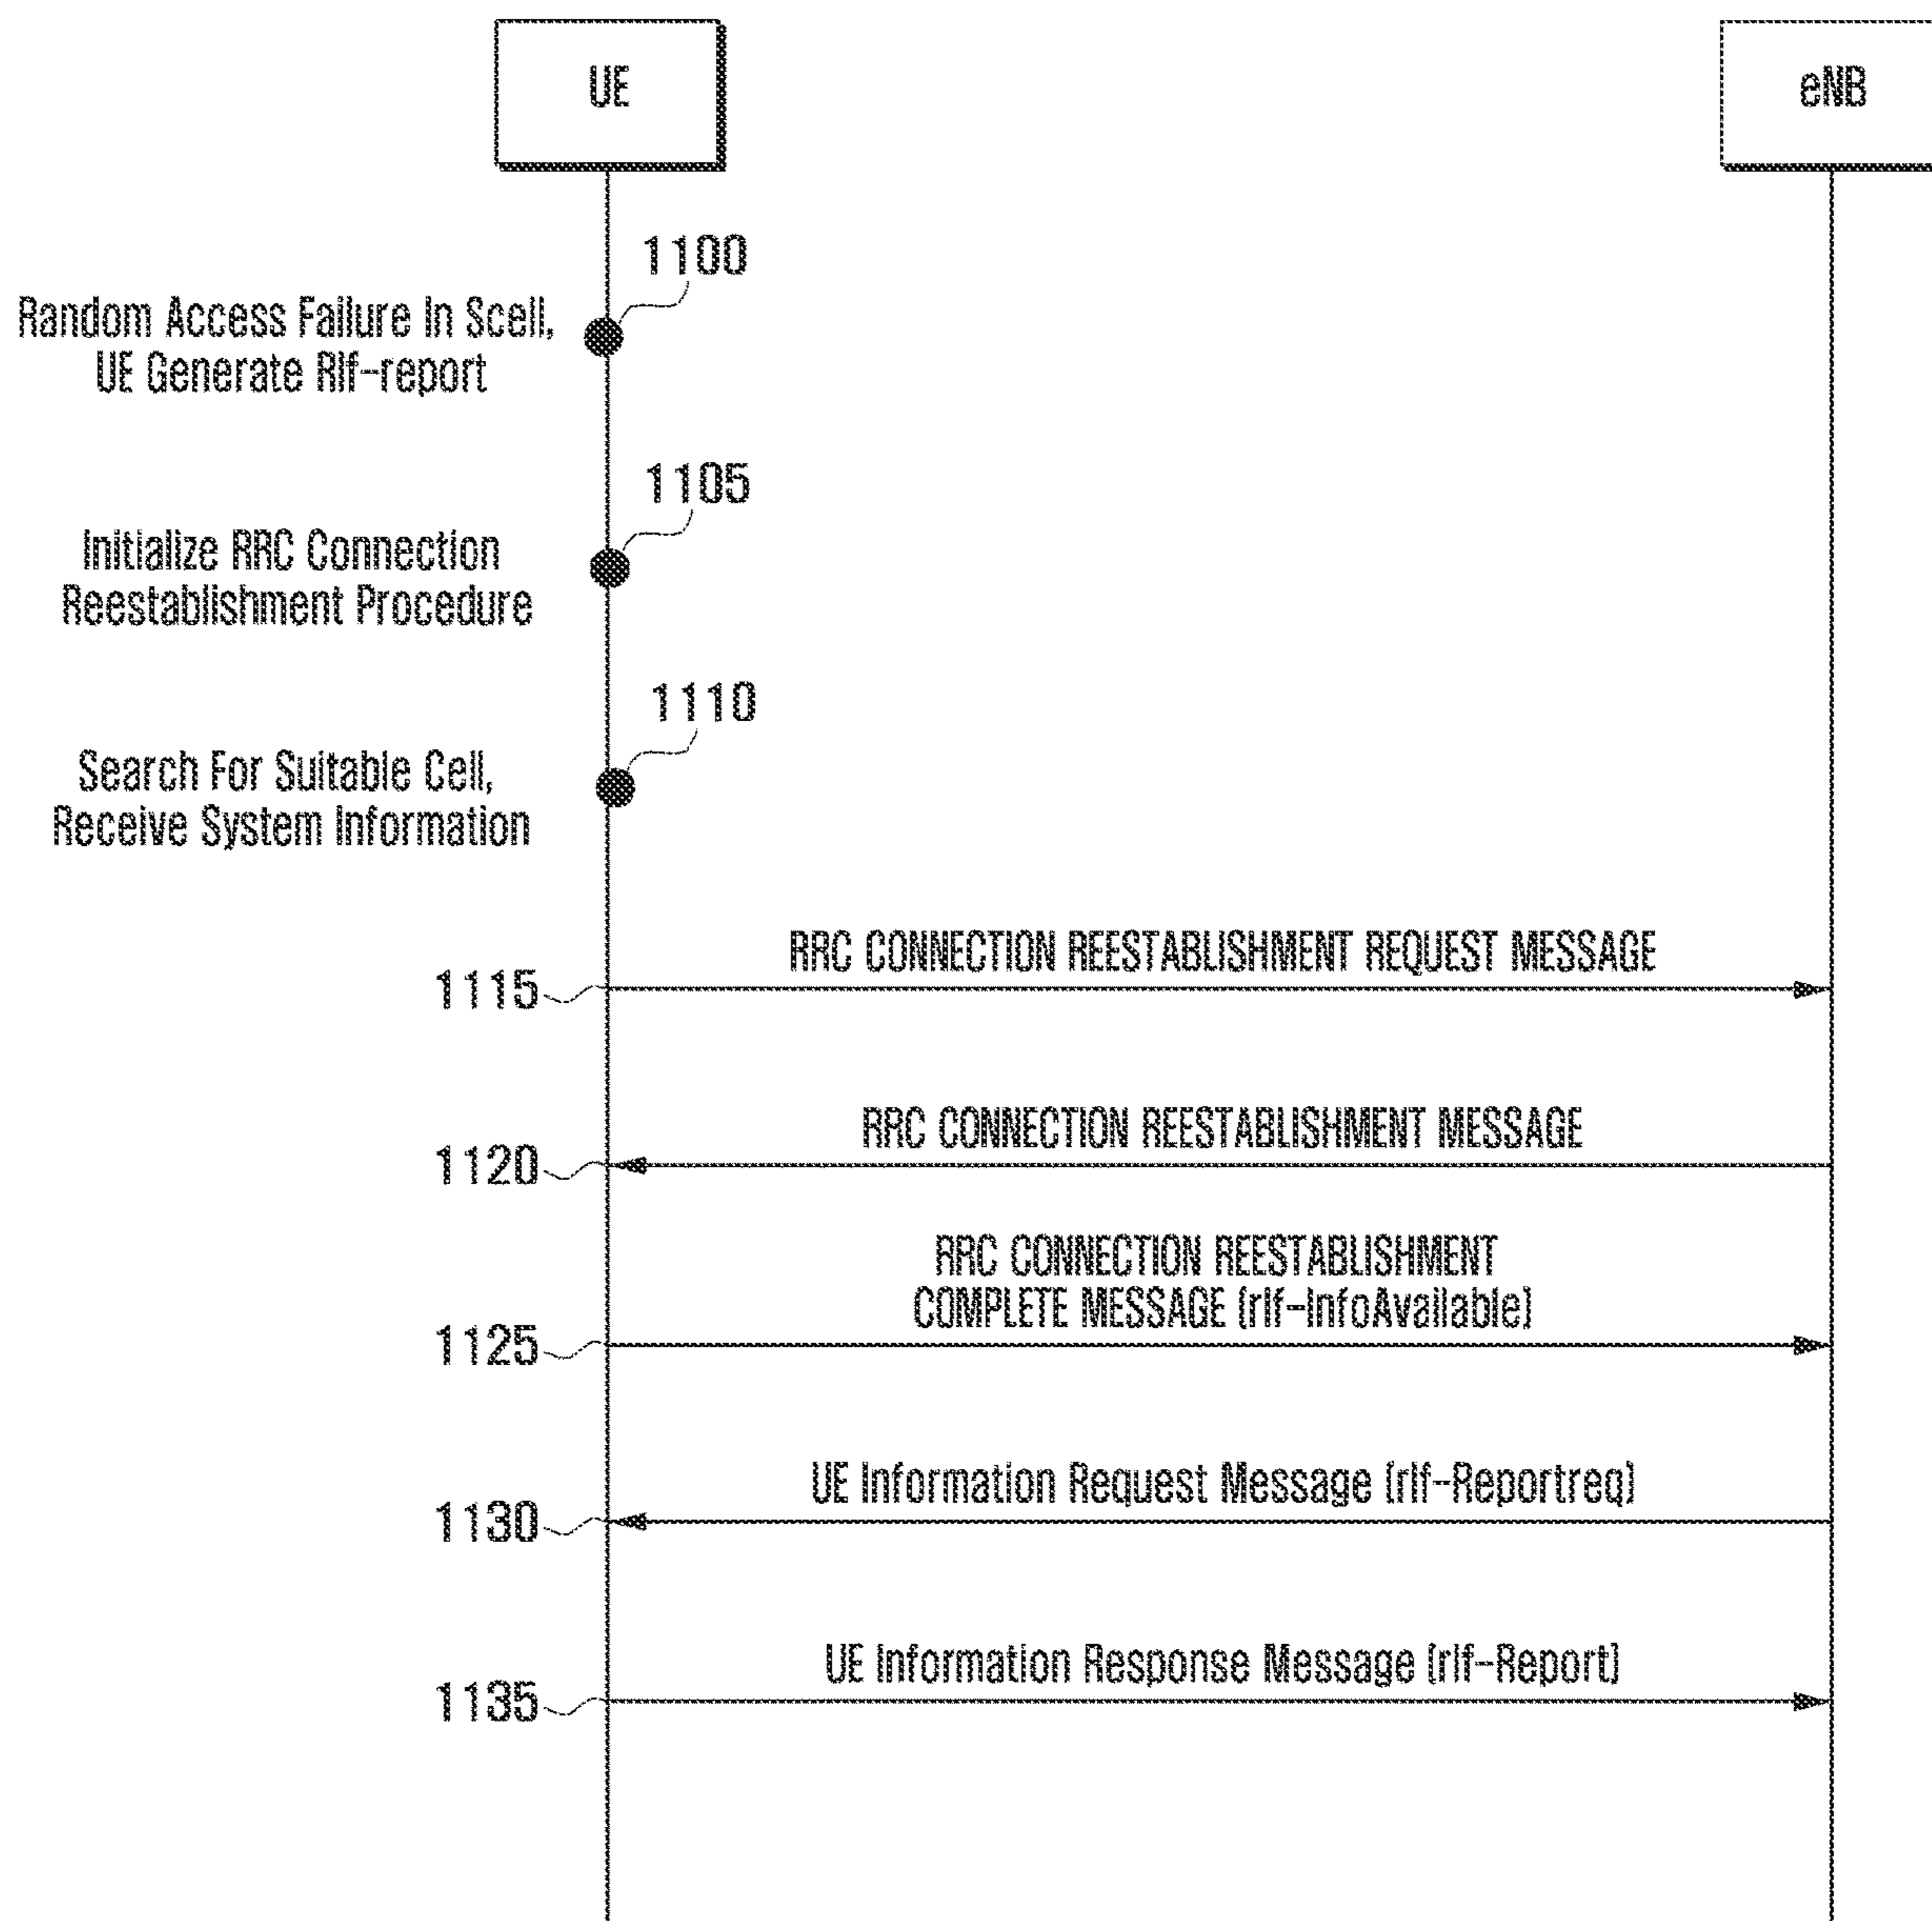 UE
eNB
1100
Random Access Failure In Scell,
UE Generate Rlf-report
1105
Initialize RRC Connection
Reestablishment Procedure
1110
Search For Suitable Cell,
Receive System Information
RRC CONNECTION REESTABLISHMENT REQUEST MESSAGE
1115
RRC CONNECTION REESTABLISHMENT MESSAGE
1120
RRC CONNECTION REESTABLISHMENT
COMPLETE MESSAGE (rlf-InfoAvailable)
1125
UE Information Request Message (rlf-Reportreq)
1130
UE Information Response Message (rlf-Report)
1135